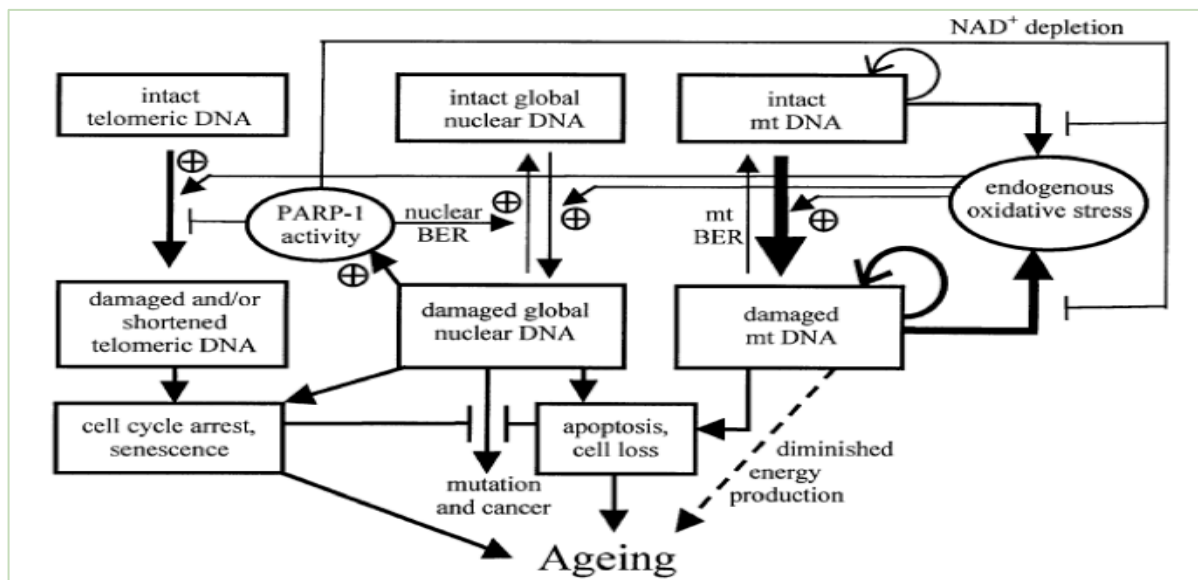 NAD⁺ depletion
intact
telomeric DNA
intact global
nuclear DNA
intact
mt DNA
PARP-1
activity
nuclear
BER
mt
BER
endogenous
oxidative stress
damaged and/or
shortened
telomeric DNA
damaged global
nuclear DNA
damaged
mt DNA
cell cycle arrest,
senescence
apoptosis,
cell loss
diminished
energy
production
mutation
and cancer
Ageing